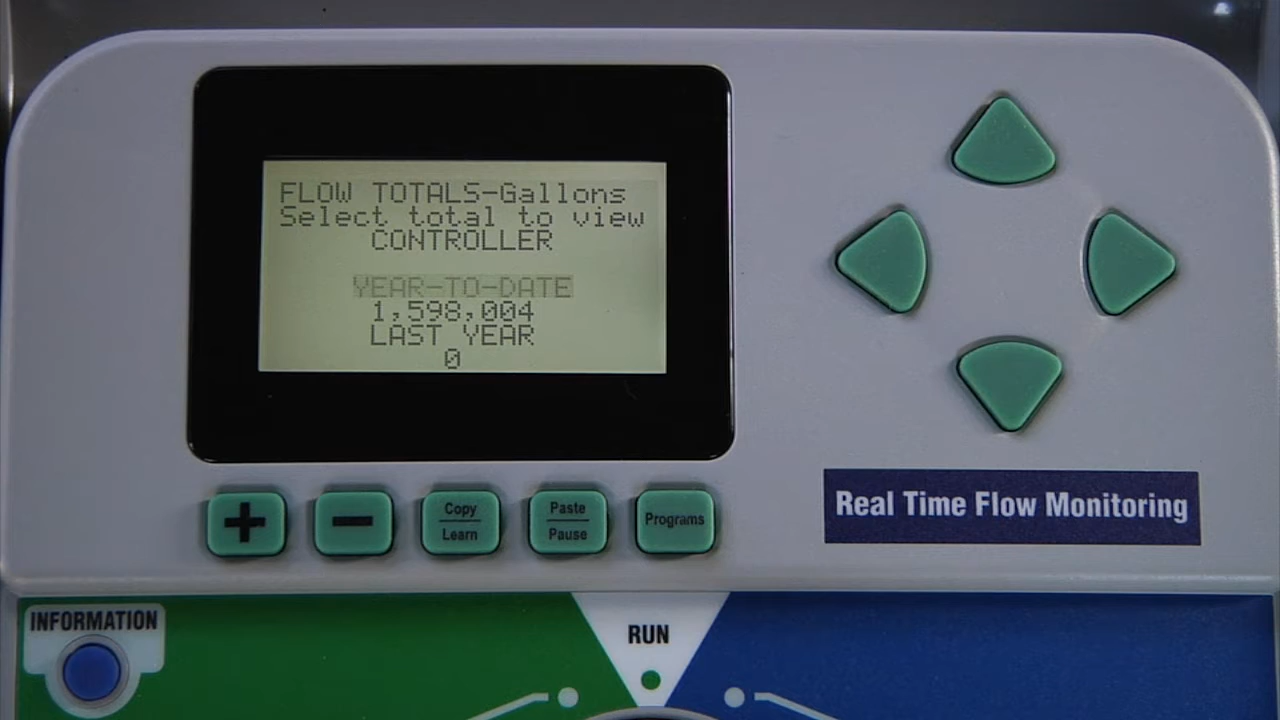 FLOW TOTALS-Gallons
Select total to view
CONTROLLER
YEAR-TO-DATE
1,598,004
LAST YEAR
0
+
−
Copy
Learn
Paste
Pause
Programs
Real Time Flow Monitoring
INFORMATION
RUN